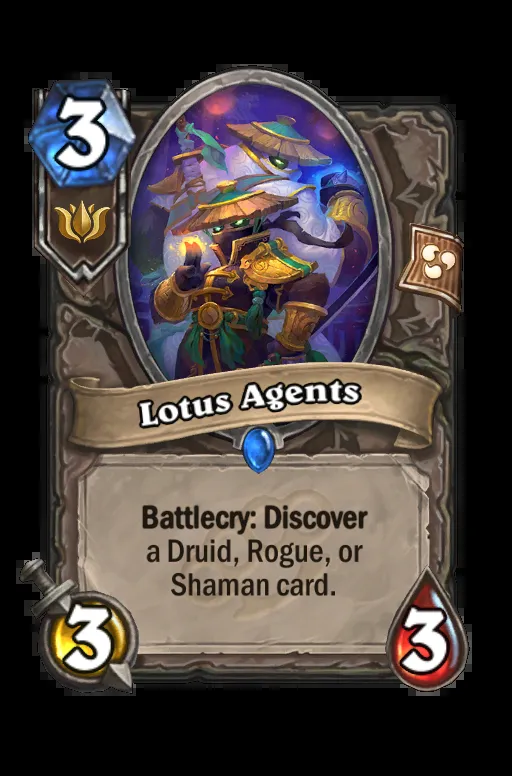 3
Lotus Agents
Battlecry: Discover
a Druid, Rogue, or
Shaman card.
3
3